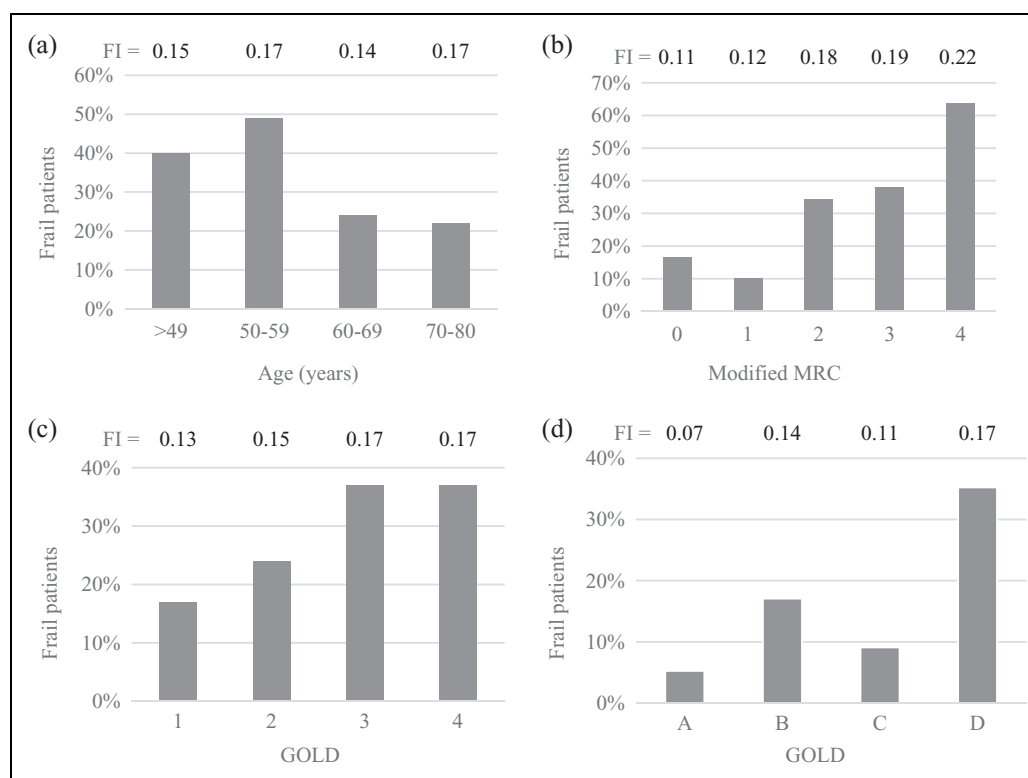 (a)
FI = 0.15 0.17 0.14 0.17
60%
50%
40%
30%
20%
10%
0%
Frail patients
>49 50-59 60-69 70-80
Age (years)
(b)
FI = 0.11 0.12 0.18 0.19 0.22
70%
60%
50%
40%
30%
20%
10%
0%
Frail patients
0 1 2 3 4
Modified MRC
(c)
FI = 0.13 0.15 0.17 0.17
40%
30%
20%
10%
0%
Frail patients
1 2 3 4
GOLD
(d)
FI = 0.07 0.14 0.11 0.17
40%
30%
20%
10%
0%
Frail patients
A B C D
GOLD